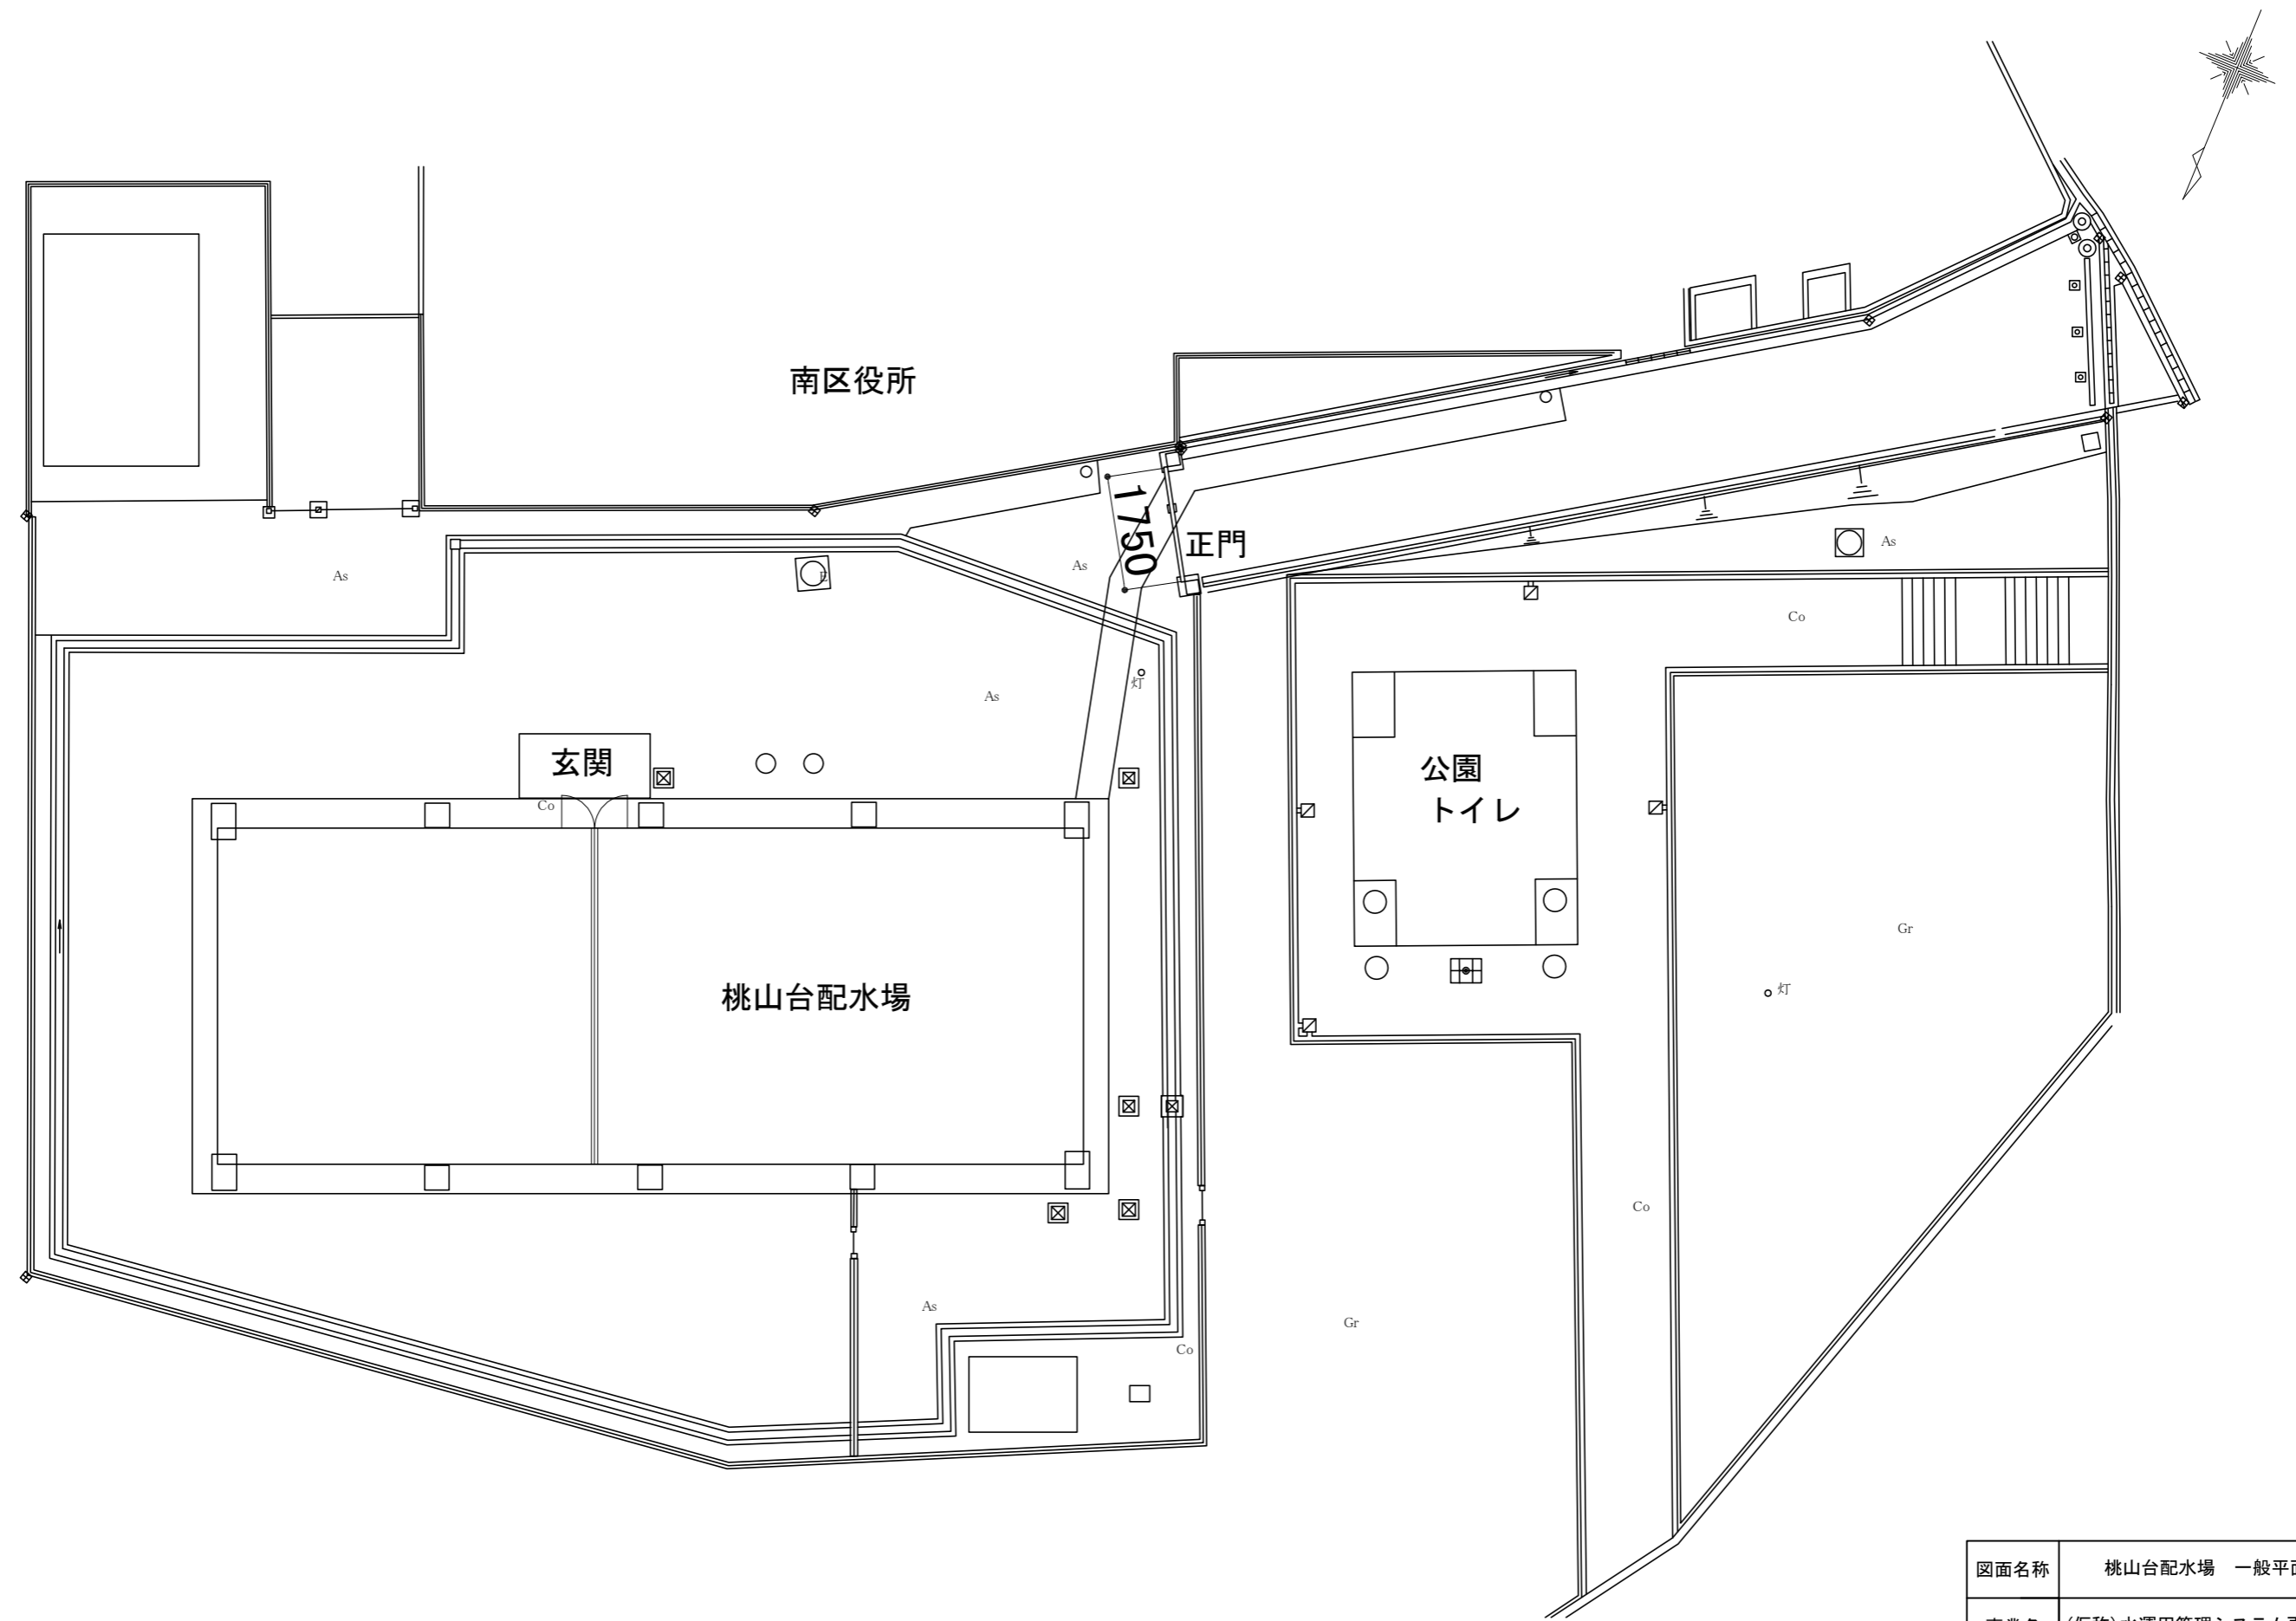 南区役所
1750
正門
As
As
E
As
Co
灯
As
玄関
Co
公園
トイレ
Gr
灯
桃山台配水場
Co
As
Gr
Co
図面名称 桃山台配水場 一般平面